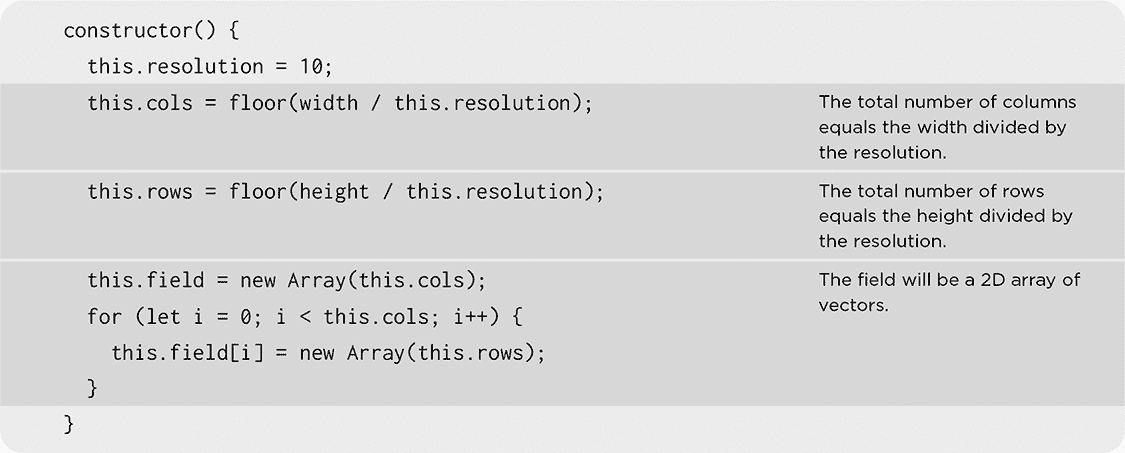 constructor() {
this.resolution = 10;
this.cols = floor(width / this.resolution);
The total number of columns
equals the width divided by
the resolution.
this.rows = floor(height / this.resolution);
The total number of rows
equals the height divided by
the resolution.
this.field = new Array(this.cols);
for (let i = 0; i < this.cols; i++) {
this.field[i] = new Array(this.rows);
}
The field will be a 2D array of
vectors.
}